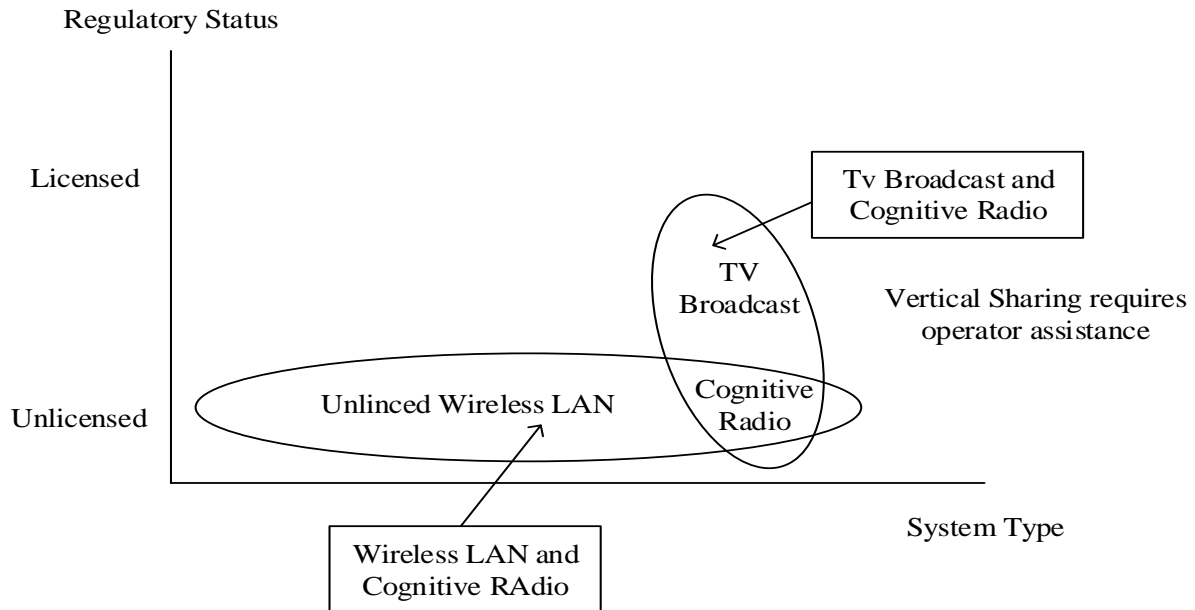 Regulatory Status
Licensed
Tv Broadcast and
Cognitive Radio
TV
Broadcast
Vertical Sharing requires
operator assistance
Unlicensed
Unlinced Wireless LAN
Cognitive
Radio
System Type
Wireless LAN and
Cognitive RAdio